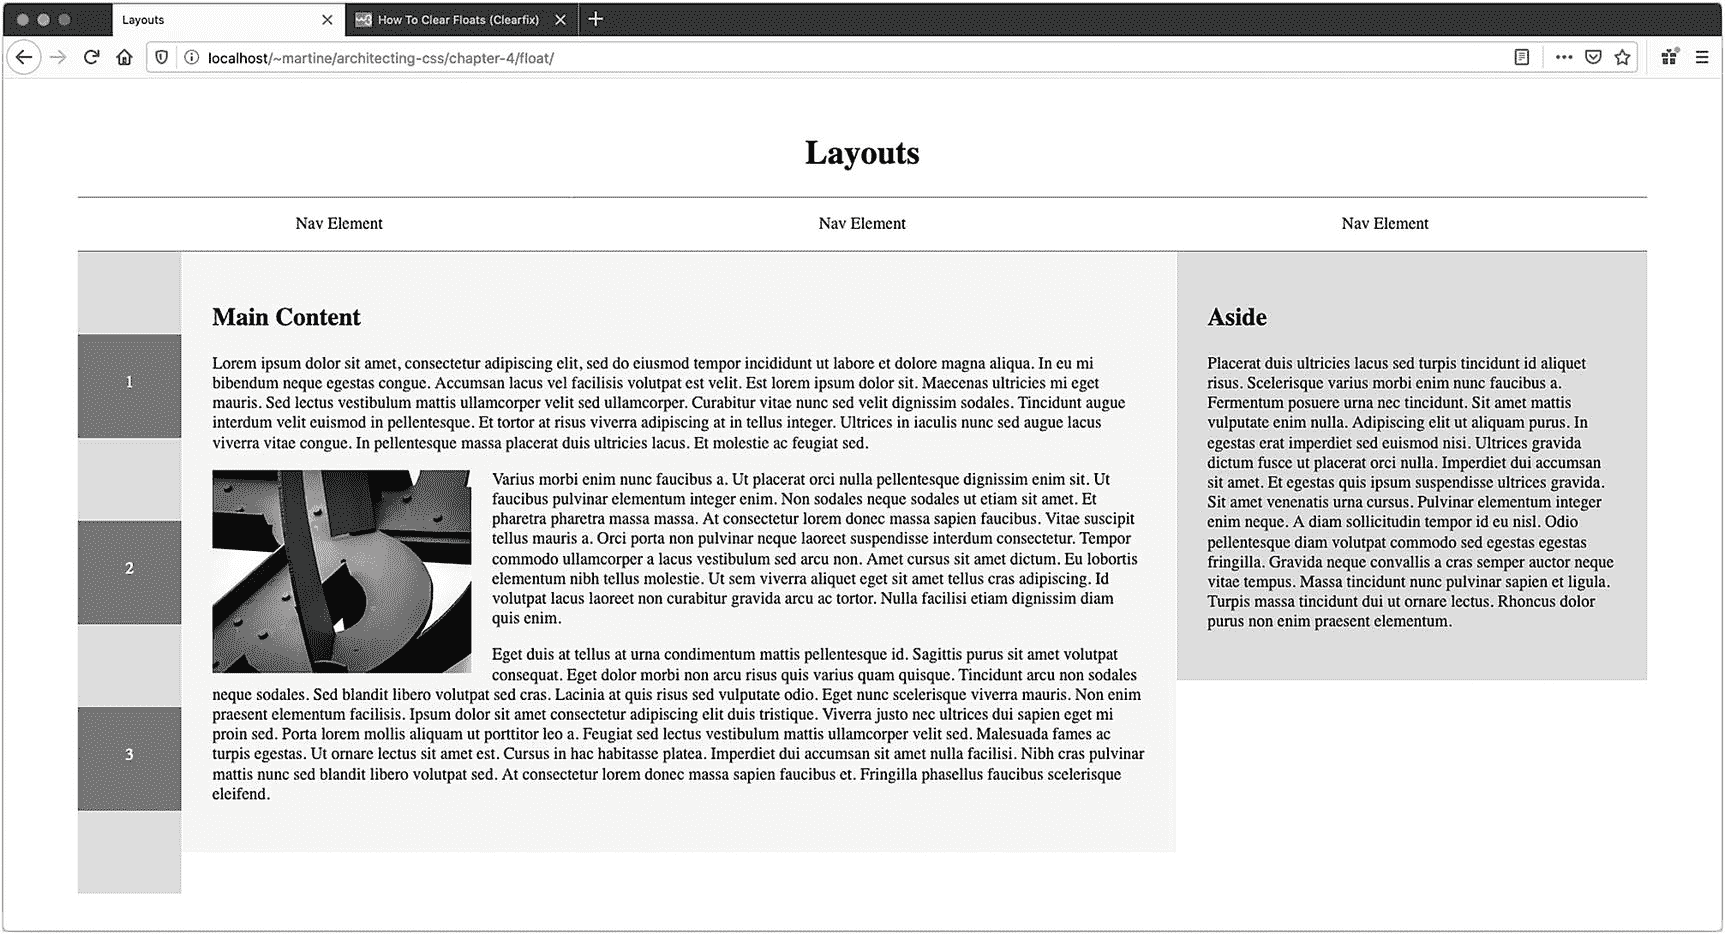 Layouts
How To Clear Floats (Clearfix)
localhost/~martine/architecting-css/chapter-4/float/
Layouts
Nav Element
Nav Element
Nav Element
1
2
3
Main Content
Lorem ipsum dolor sit amet, consectetur adipiscing elit, sed do eiusmod tempor incididunt ut labore et dolore magna aliqua. In eu mi
bibendum neque egestas congue. Accumsan lacus vel facilisis volutpat est velit. Est lorem ipsum dolor sit. Maecenas ultricies mi eget
mauris. Sed lectus vestibulum mattis ullamcorper velit sed ullamcorper. Curabitur vitae nunc sed velit dignissim sodales. Tincidunt augue
interdum velit euismod in pellentesque. Et tortor at risus viverra adipiscing at in tellus integer. Ultrices in iaculis nunc sed augue lacus
viverra vitae congue. In pellentesque massa placerat duis ultricies lacus. Et molestie ac feugiat sed.
Varius morbi enim nunc faucibus a. Ut placerat orci nulla pellentesque dignissim enim sit. Ut
faucibus pulvinar elementum integer enim. Non sodales neque sodales ut etiam sit amet. Et
pharetra pharetra massa massa. At consectetur lorem donec massa sapien faucibus. Vitae suscipit
tellus mauris a. Orci porta non pulvinar neque laoreet suspendisse interdum consectetur. Tempor
commodo ullamcorper a lacus vestibulum sed arcu non. Amet cursus sit amet dictum. Eu lobortis
elementum nibh tellus molestie. Ut sem viverra aliquet eget sit amet tellus cras adipiscing. Id
volutpat lacus laoreet non curabitur gravida arcu ac tortor. Nulla facilisi etiam dignissim diam
quis enim.
Eget duis at tellus at urna condimentum mattis pellentesque id. Sagittis purus sit amet volutpat
consequat. Eget dolor morbi non arcu risus quis varius quam quisque. Tincidunt arcu non sodales
neque sodales. Sed blandit libero volutpat sed cras. Lacinia at quis risus sed vulputate odio. Eget nunc scelerisque viverra mauris. Non enim
praesent elementum facilisis. Ipsum dolor sit amet consectetur adipiscing elit duis tristique. Viverra justo nec ultrices dui sapien eget mi
proin sed. Porta lorem mollis aliquam ut porttitor leo a. Feugiat sed lectus vestibulum mattis ullamcorper velit sed. Malesuada fames ac
turpis egestas. Ut ornare lectus sit amet est. Cursus in hac habitasse platea. Imperdiet dui accumsan sit amet nulla facilisi. Nibh cras pulvinar
mattis nunc sed blandit libero volutpat sed. At consectetur lorem donec massa sapien faucibus et. Fringilla phasellus faucibus scelerisque
eleifend.
Aside
Placerat duis ultricies lacus sed turpis tincidunt id aliquet
risus. Scelerisque varius morbi enim nunc faucibus a.
Fermentum posuere urna nec tincidunt. Sit amet mattis
vulputate enim nulla. Adipiscing elit ut aliquam purus. In
egestas erat imperdiet sed euismod nisi. Ultrices gravida
dictum fusce ut placerat orci nulla. Imperdiet dui accumsan
sit amet. Et egestas quis ipsum suspendisse ultrices gravida.
Sit amet venenatis urna cursus. Pulvinar elementum integer
enim neque. A diam sollicitudin tempor id eu nisl. Odio
pellentesque diam volutpat commodo sed egestas egestas
fringilla. Gravida neque convallis a cras semper auctor neque
vitae tempus. Massa tincidunt nunc pulvinar sapien et ligula.
Turpis massa tincidunt dui ut ornare lectus. Rhoncus dolor
purus non enim praesent elementum.